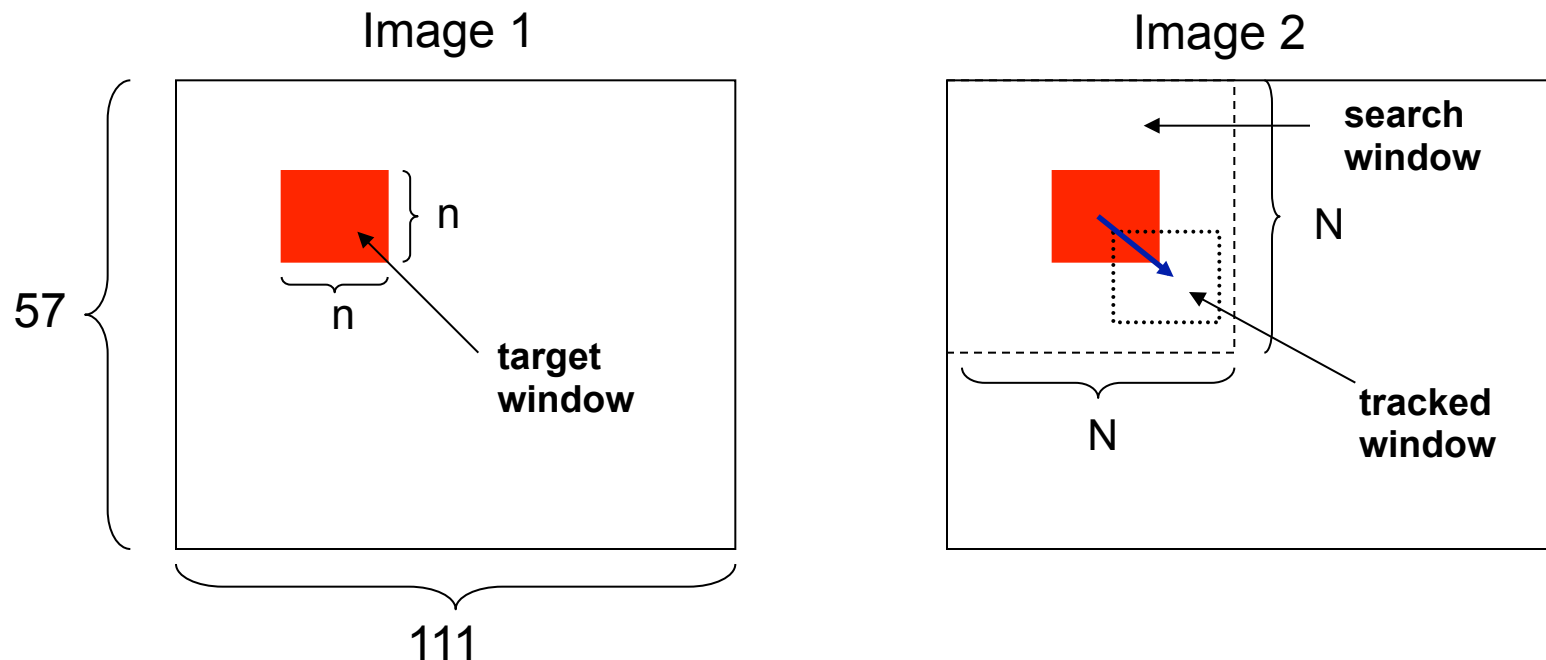 Image 1
57
n
n
target
window
111
Image 2
search
window
N
N
tracked
window